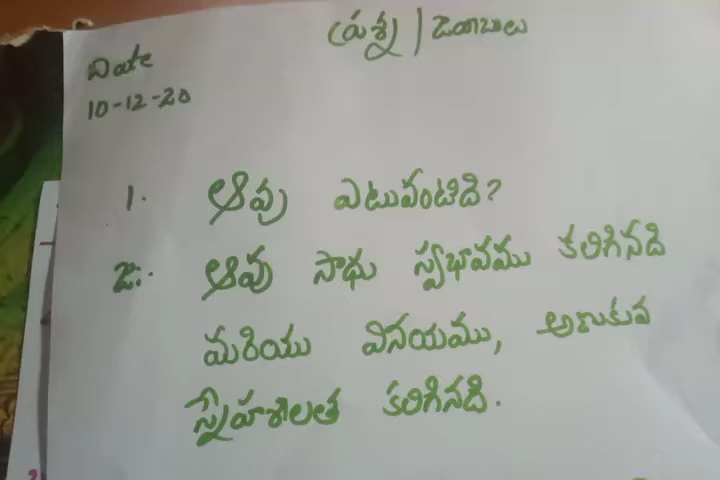 ప్రశ్న | జవాబులు
Date
10-12-20
1. ఆవు ఎటువంటిది?
జ:. ఆవు సాధు స్వభావము కలిగినది
మరియు వినయము, అణుకువ
స్నేహశీలత కలిగినది.